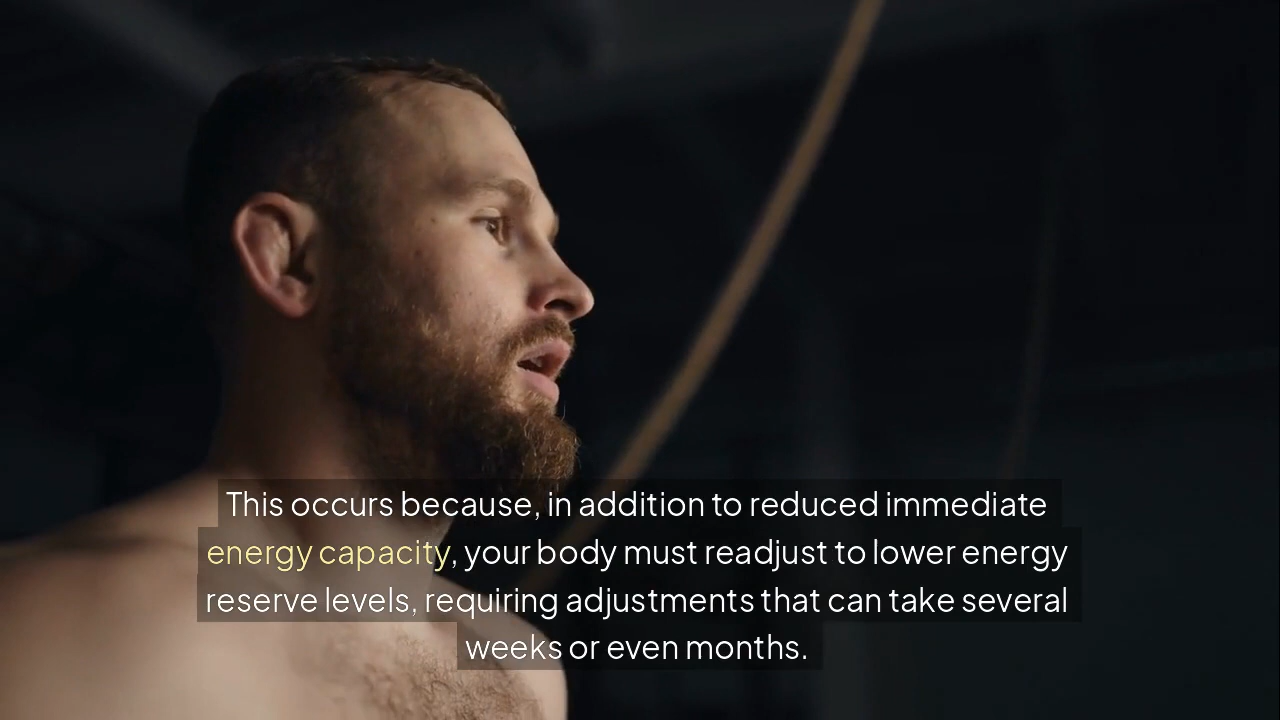 This occurs because, in addition to reduced immediate
energy capacity, your body must readjust to lower energy
reserve levels, requiring adjustments that can take several
weeks or even months.